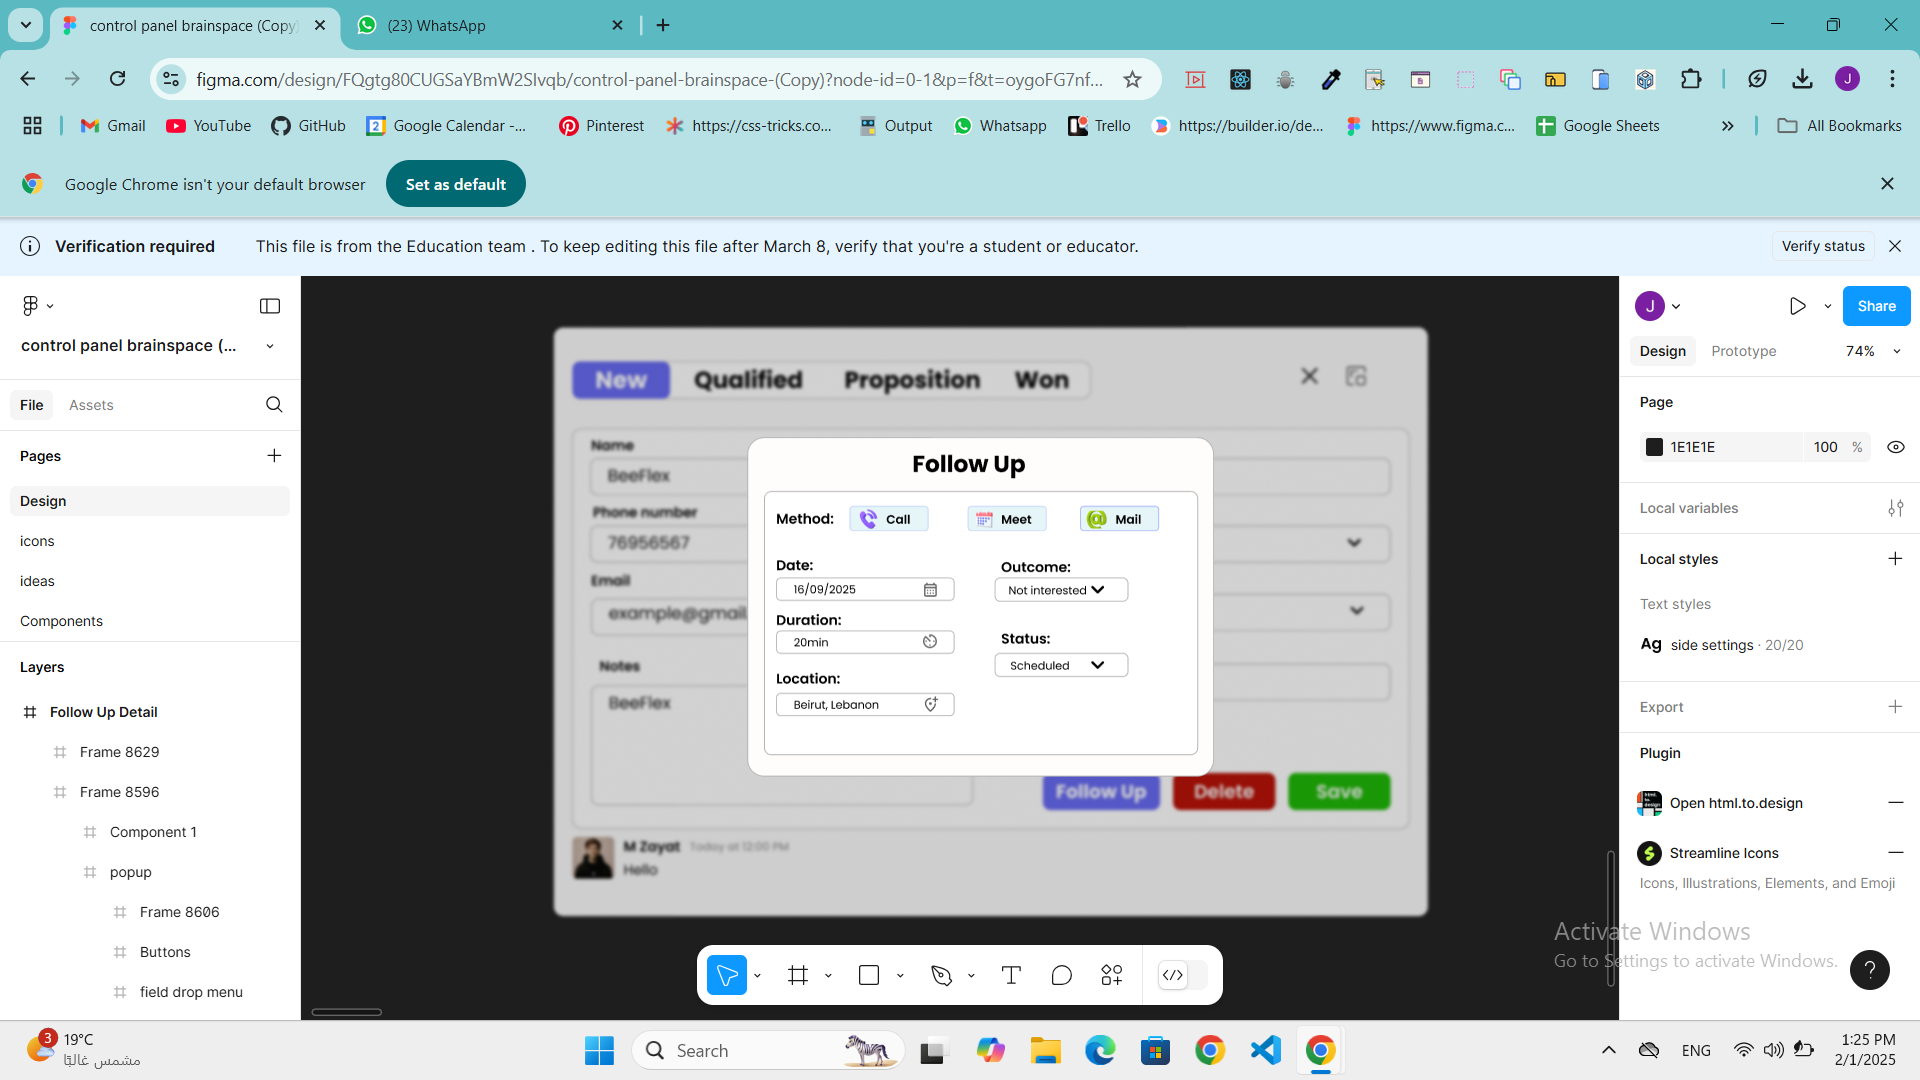 control panel brainspace (Copy)
(23) WhatsApp
figma.com/design/FQgtg80CUGSaYBmW2SIvqb/control-panel-brainspace-(Copy)?node-id=0-1&p=f&t=oygoFG7nf...
J
Gmail
YouTube
GitHub
Google Calendar -...
Pinterest
https://css-tricks.co...
Output
Whatsapp
Trello
https://builder.io/de...
https://www.figma.c...
Google Sheets
All Bookmarks
Google Chrome isn't your default browser
Set as default
Verification required
This file is from the Education team . To keep editing this file after March 8, verify that you're a student or educator.
Verify status
control panel brainspace (...
File
Assets
Pages
Design
icons
ideas
Components
Layers
Follow Up Detail
Frame 8629
Frame 8596
Component 1
popup
Frame 8606
Buttons
field drop menu
New
Qualified
Proposition
Won
Name
BeeFlex
Phone number
76956567
Email
example@gmail.
Notes
BeeFlex
Follow Up
Method:
Call
Meet
Mail
Date:
16/09/2025
Outcome:
Not interested
Duration:
20min
Status:
Scheduled
Location:
Beirut, Lebanon
Follow Up
Delete
Save
M Zayat
Today at 12:00 PM
Hello
J
Share
Design
Prototype
74%
Page
1E1E1E
100 %
Local variables
Local styles
Text styles
Ag side settings · 20/20
Export
Plugin
Open html.to.design
Streamline Icons
Icons, Illustrations, Elements, and Emoji
Activate Windows
Go to Settings to activate Windows.
?
3
19°C
مشمس غالبًا
Search
ENG
1:25 PM
2/1/2025